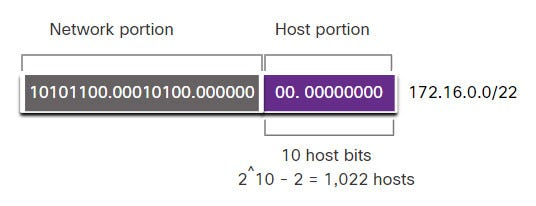 Network portion Host portion
10101100.00010100.000000 00. 00000000 172.16.0.0/22
10 host bits
2^10 - 2 = 1,022 hosts